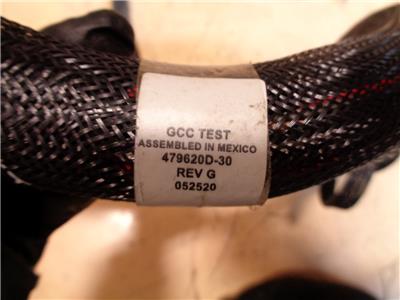 GCC TEST
ASSEMBLED IN MEXICO
479620D-30
REV G
052520